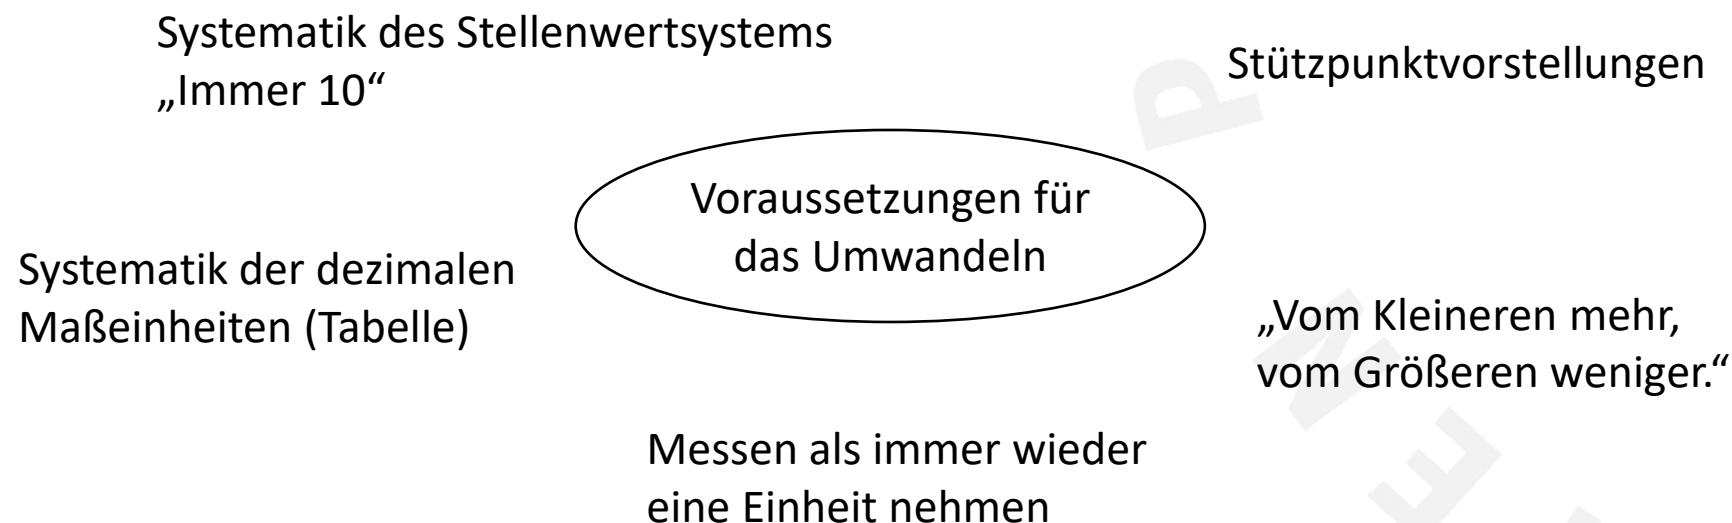 Systematik des Stellenwertsystems
„Immer 10“
Stützpunktvorstellungen
Voraussetzungen für
das Umwandeln
Systematik der dezimalen
Maßeinheiten (Tabelle)
„Vom Kleineren mehr,
vom Größeren weniger.“
Messen als immer wieder
eine Einheit nehmen